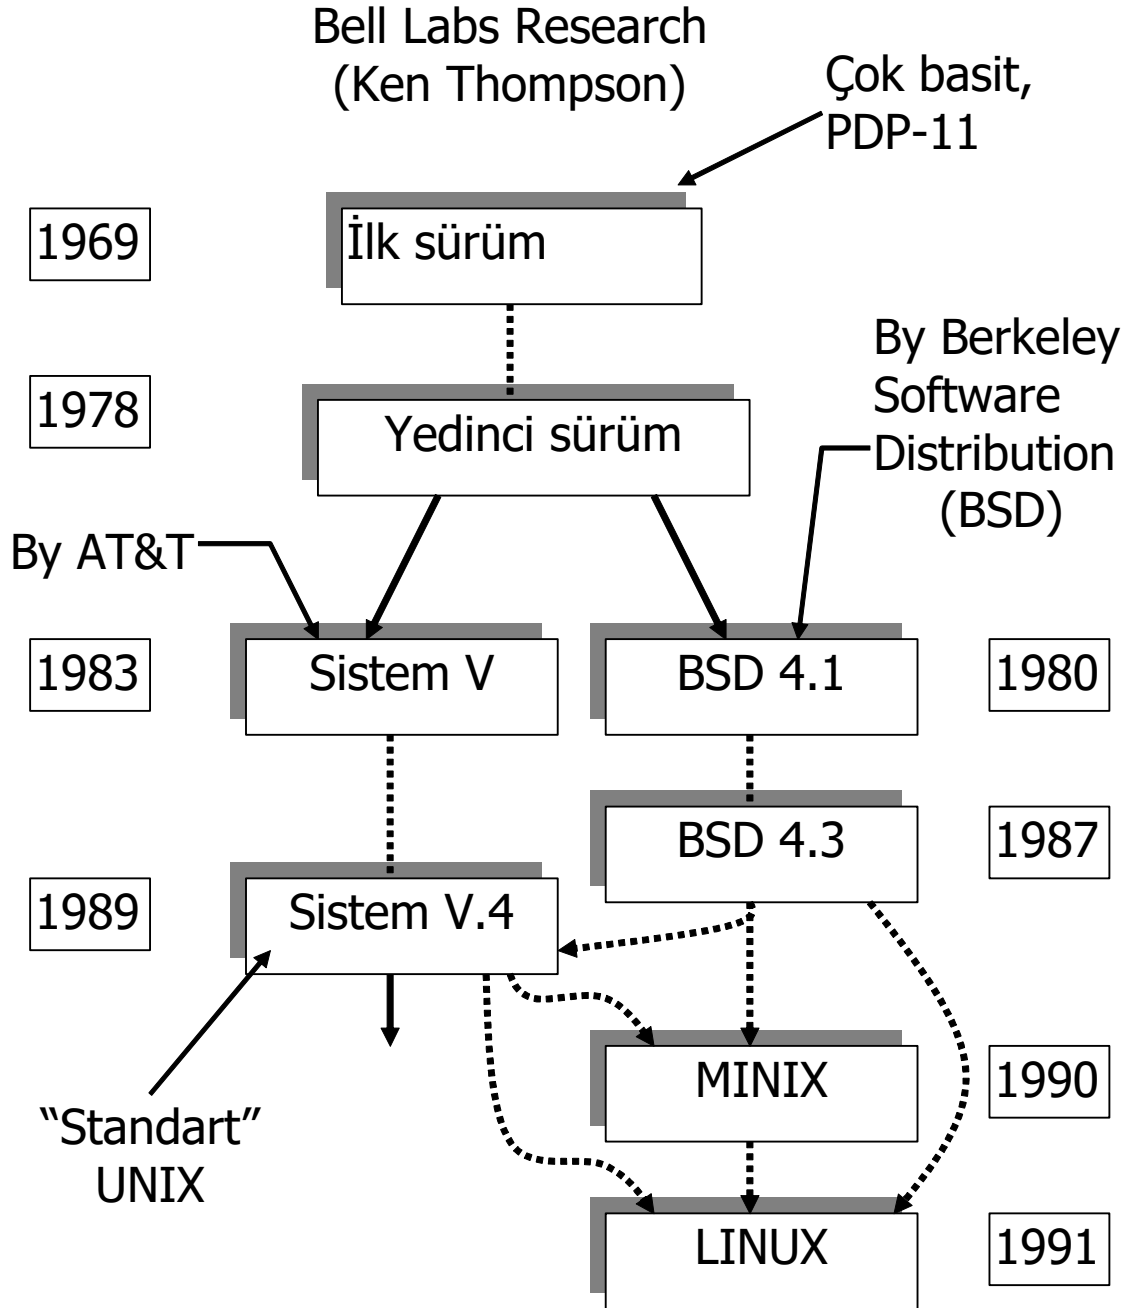 Bell Labs Research
(Ken Thompson)
Çok basit,
PDP-11
1969
İlk sürüm
1978
Yedinci sürüm
By Berkeley
Software
Distribution
(BSD)
By AT&T
1983
Sistem V
BSD 4.1
1980
BSD 4.3
1987
1989
Sistem V.4
MINIX
1990
“Standart”
UNIX
LINUX
1991